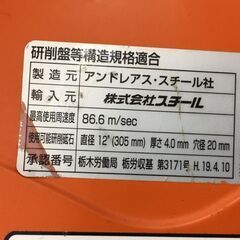 研削盤等構造規格適合
製造元 アンドレアス・スチール社
輸入元 株式会社スチール
最高使用周速度 86.6 m/sec
使用可能研削砥石 直径 12" (305 mm) 厚さ 4.0 mm 穴径 20 mm
承認番号 栃木労働局 栃労収基 第3171号 H. 19. 4. 10